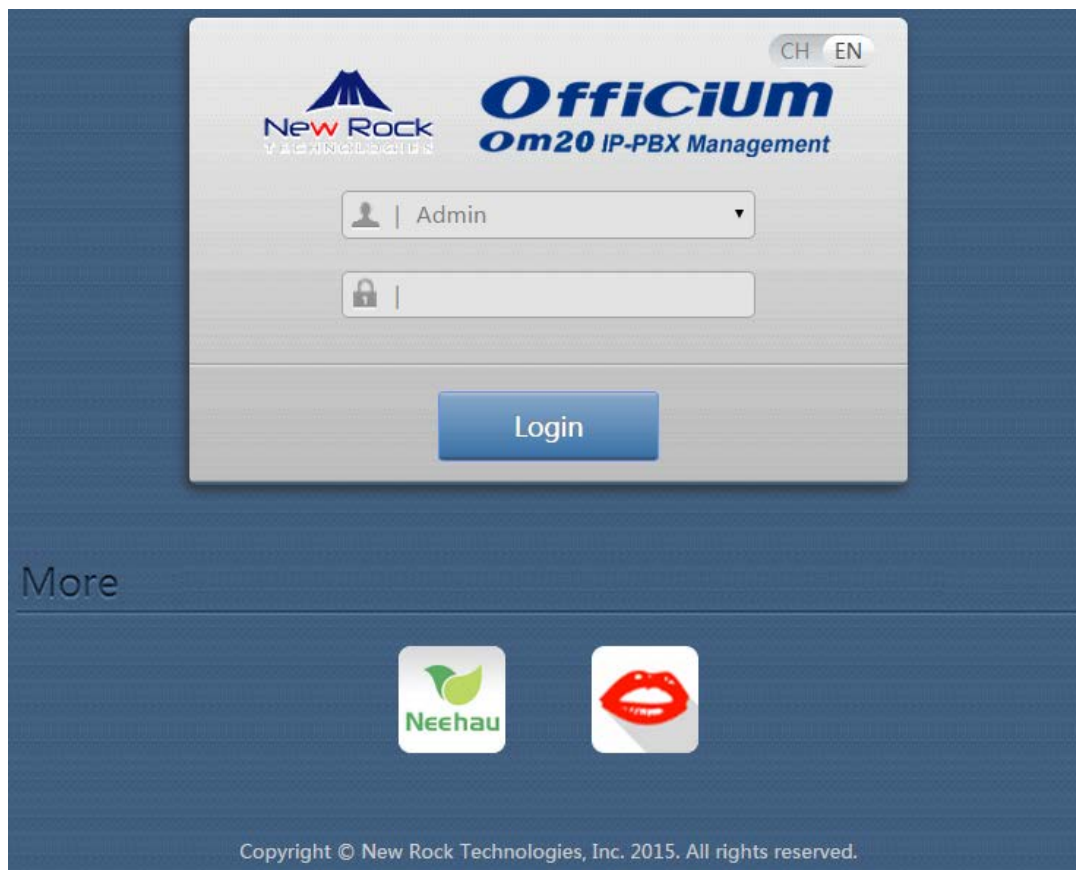 CH EN
New Rock
TECHNOLOGIES
Officium
Om20 IP-PBX Management
| Admin
|
Login
More
Neehau
Copyright © New Rock Technologies, Inc. 2015. All rights reserved.